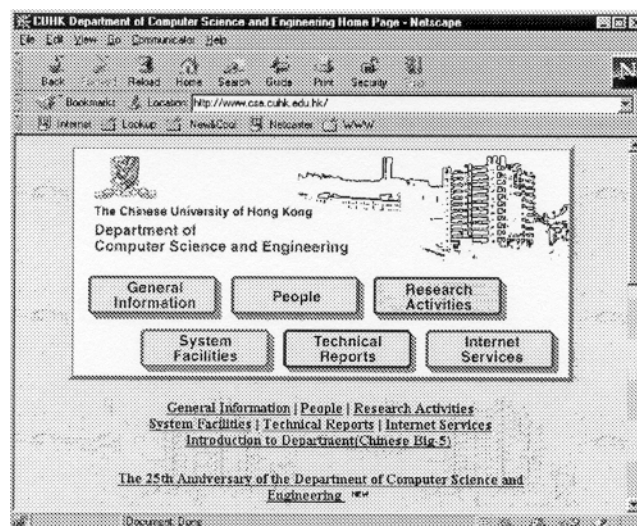 CUHK Department of Computer Science and Engineering Home Page - Netscape
File Edit View Go Communicator Help
Back Forward Reload Home Search Guide Print Security Stop
N
Bookmarks Location: http://www.cse.cuhk.edu.hk/
Internet Lookup New&Cool Netcaster WWW
The Chinese University of Hong Kong
Department of
Computer Science and Engineering
General
Information
People
Research
Activities
System
Facilities
Technical
Reports
Internet
Services
General Information | People | Research Activities
System Facilities | Technical Reports | Internet Services
Introduction to Department(Chinese Big-5)
The 25th Anniversary of the Department of Computer Science and
Engineering NEW
Document: Done